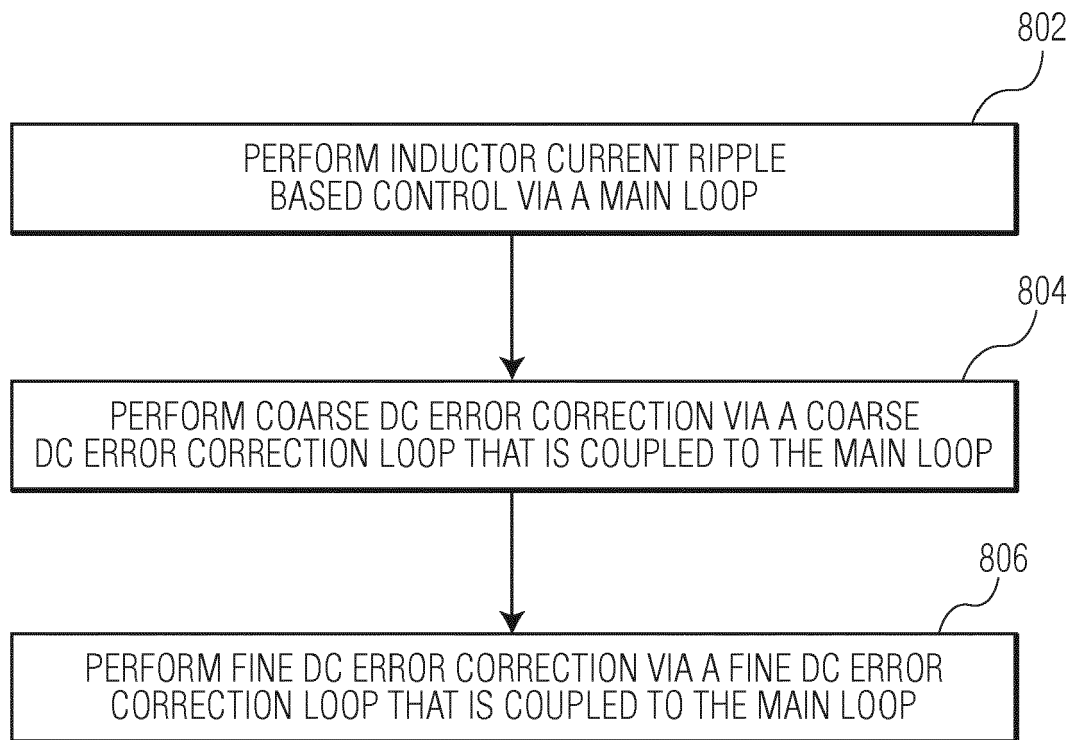 802
PERFORM INDUCTOR CURRENT RIPPLE
BASED CONTROL VIA A MAIN LOOP
804
PERFORM COARSE DC ERROR CORRECTION VIA A COARSE
DC ERROR CORRECTION LOOP THAT IS COUPLED TO THE MAIN LOOP
806
PERFORM FINE DC ERROR CORRECTION VIA A FINE DC ERROR
CORRECTION LOOP THAT IS COUPLED TO THE MAIN LOOP